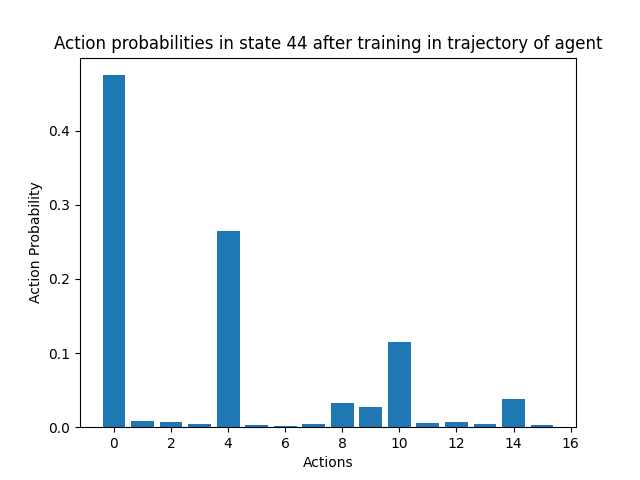 Action probabilities in state 44 after training in trajectory of agent
Action Probability
0.4
0.3
0.2
0.1
0.0
0 2 4 6 8 10 12 14 16
Actions